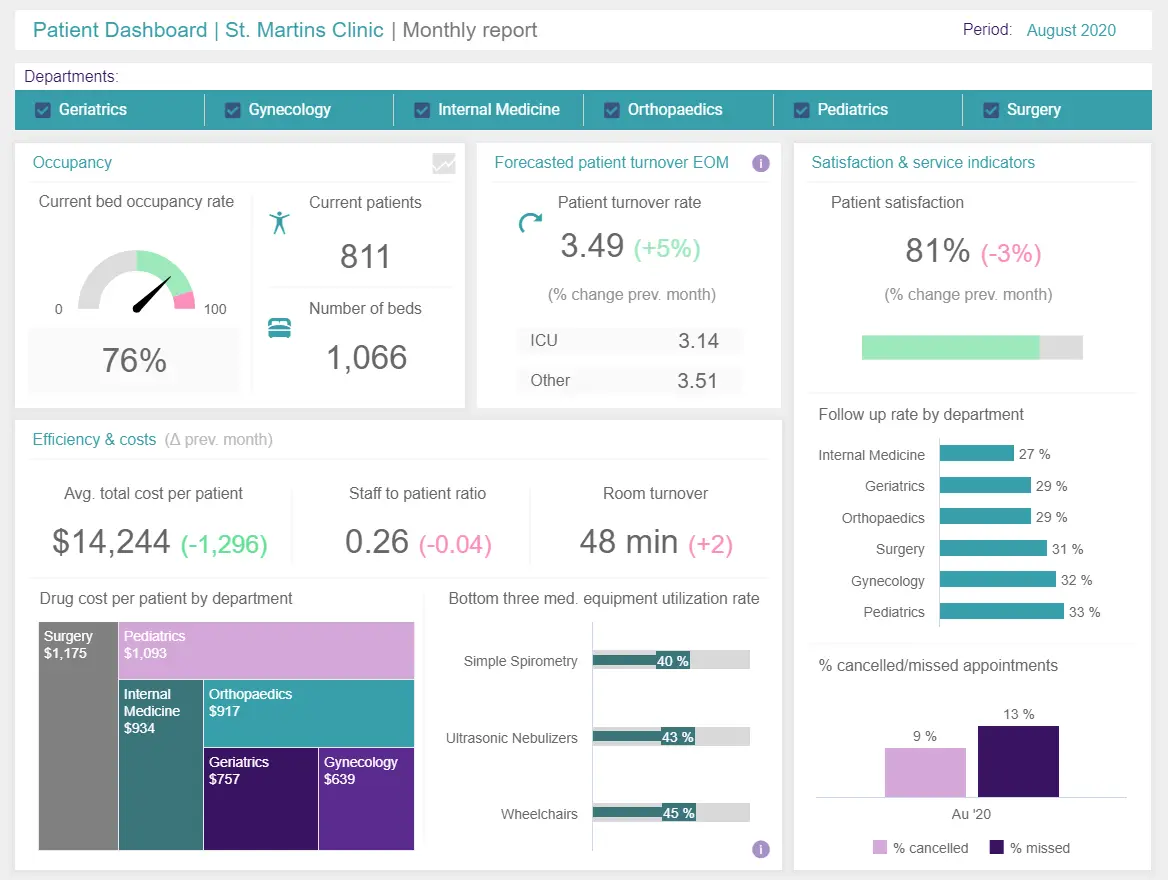 Patient Dashboard | St. Martins Clinic | Monthly report
Period: August 2020
Departments:
Geriatrics
Gynecology
Internal Medicine
Orthopaedics
Pediatrics
Surgery
Occupancy
Current bed occupancy rate
0
100
76%
Current patients
811
Number of beds
1,066
Forecasted patient turnover EOM
i
Patient turnover rate
3.49 (+5%)
(% change prev. month)
ICU 3.14
Other 3.51
Satisfaction & service indicators
Patient satisfaction
81% (-3%)
(% change prev. month)
Follow up rate by department
Internal Medicine 27 %
Geriatrics 29 %
Orthopaedics 29 %
Surgery 31 %
Gynecology 32 %
Pediatrics 33 %
% cancelled/missed appointments
9 %
13 %
Au '20
% cancelled
% missed
Efficiency & costs (Δ prev. month)
Avg. total cost per patient
$14,244 (-1,296)
Staff to patient ratio
0.26 (-0.04)
Room turnover
48 min (+2)
Drug cost per patient by department
Surgery
$1,175
Pediatrics
$1,093
Internal
Medicine
$934
Orthopaedics
$917
Geriatrics
$757
Gynecology
$639
Bottom three med. equipment utilization rate
Simple Spirometry 40 %
Ultrasonic Nebulizers 43 %
Wheelchairs 45 %
i